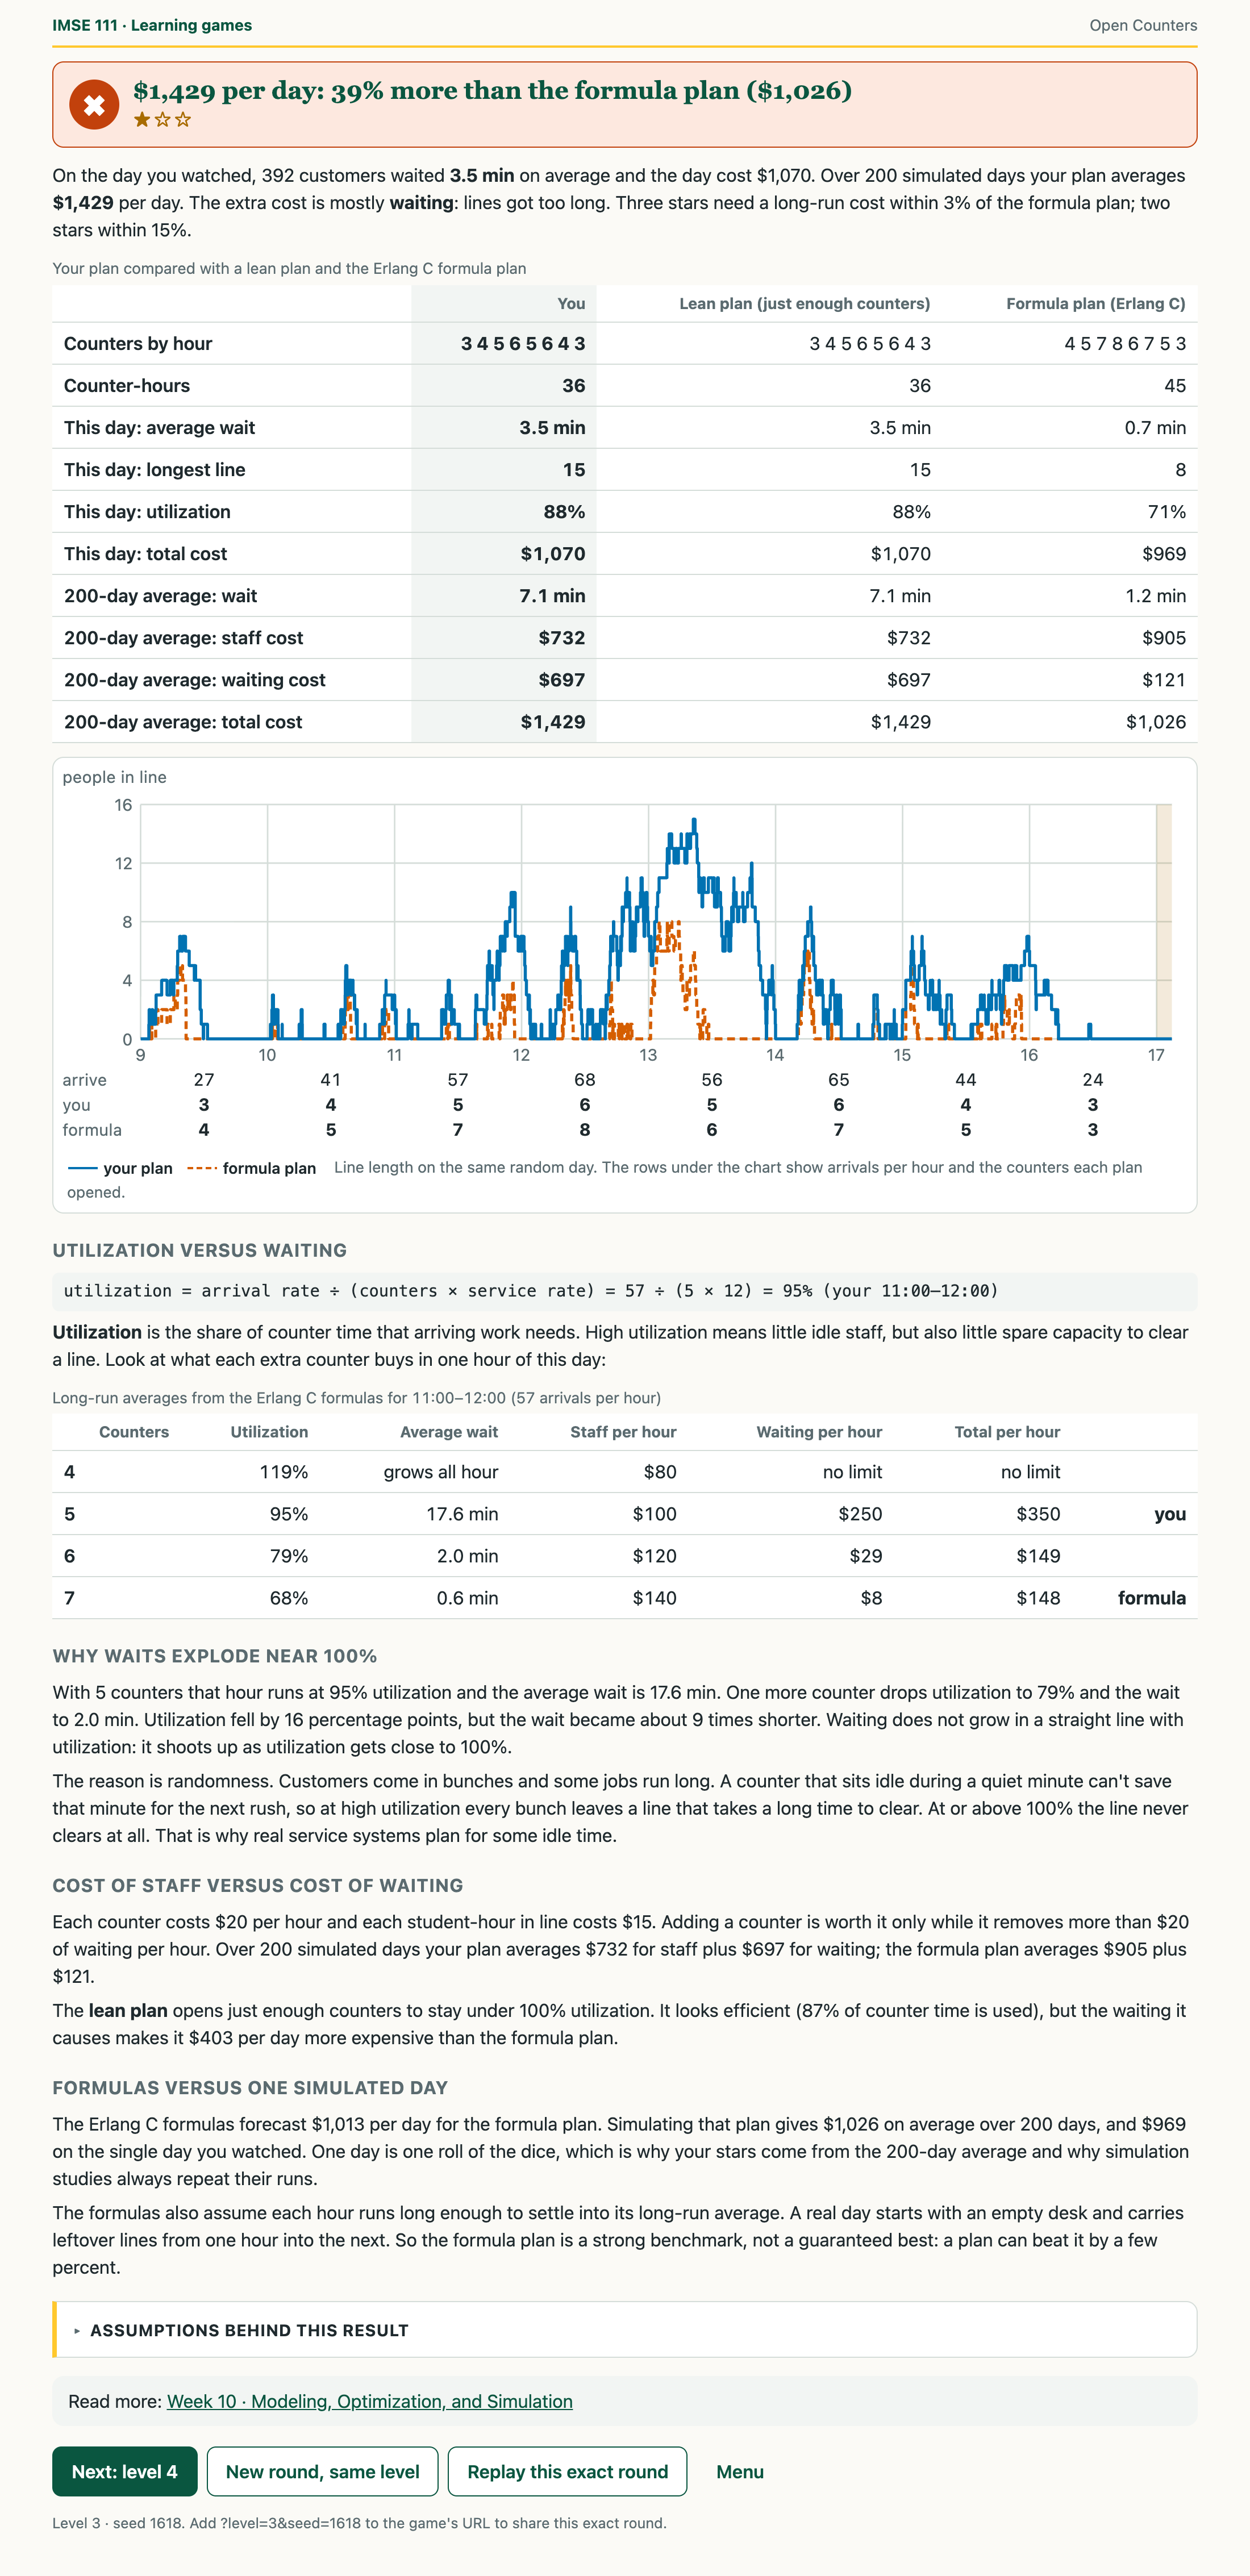 IMSE 111 · Learning games
Open Counters
$1,429 per day: 39% more than the formula plan ($1,026)
On the day you watched, 392 customers waited 3.5 min on average and the day cost $1,070. Over 200 simulated days your plan averages
$1,429 per day. The extra cost is mostly waiting: lines got too long. Three stars need a long-run cost within 3% of the formula plan; two
stars within 15%.
Your plan compared with a lean plan and the Erlang C formula plan
You Lean plan (just enough counters) Formula plan (Erlang C)
Counters by hour 3 4 5 6 5 6 4 3 3 4 5 6 5 6 4 3 4 5 7 8 6 7 5 3
Counter-hours 36 36 45
This day: average wait 3.5 min 3.5 min 0.7 min
This day: longest line 15 15 8
This day: utilization 88% 88% 71%
This day: total cost $1,070 $1,070 $969
200-day average: wait 7.1 min 7.1 min 1.2 min
200-day average: staff cost $732 $732 $905
200-day average: waiting cost $697 $697 $121
200-day average: total cost $1,429 $1,429 $1,026
people in line
16
12
8
4
0
9 10 11 12 13 14 15 16 17
arrive 27 41 57 68 56 65 44 24
you 3 4 5 6 5 6 4 3
formula 4 5 7 8 6 7 5 3
your plan formula plan Line length on the same random day. The rows under the chart show arrivals per hour and the counters each plan
opened.
UTILIZATION VERSUS WAITING
utilization = arrival rate ÷ (counters × service rate) = 57 ÷ (5 × 12) = 95% (your 11:00–12:00)
Utilization is the share of counter time that arriving work needs. High utilization means little idle staff, but also little spare capacity to clear
a line. Look at what each extra counter buys in one hour of this day:
Long-run averages from the Erlang C formulas for 11:00–12:00 (57 arrivals per hour)
Counters Utilization Average wait Staff per hour Waiting per hour Total per hour
4 119% grows all hour $80 no limit no limit
5 95% 17.6 min $100 $250 $350 you
6 79% 2.0 min $120 $29 $149
7 68% 0.6 min $140 $8 $148 formula
WHY WAITS EXPLODE NEAR 100%
With 5 counters that hour runs at 95% utilization and the average wait is 17.6 min. One more counter drops utilization to 79% and the wait
to 2.0 min. Utilization fell by 16 percentage points, but the wait became about 9 times shorter. Waiting does not grow in a straight line with
utilization: it shoots up as utilization gets close to 100%.
The reason is randomness. Customers come in bunches and some jobs run long. A counter that sits idle during a quiet minute can't save
that minute for the next rush, so at high utilization every bunch leaves a line that takes a long time to clear. At or above 100% the line never
clears at all. That is why real service systems plan for some idle time.
COST OF STAFF VERSUS COST OF WAITING
Each counter costs $20 per hour and each student-hour in line costs $15. Adding a counter is worth it only while it removes more than $20
of waiting per hour. Over 200 simulated days your plan averages $732 for staff plus $697 for waiting; the formula plan averages $905 plus
$121.
The lean plan opens just enough counters to stay under 100% utilization. It looks efficient (87% of counter time is used), but the waiting it
causes makes it $403 per day more expensive than the formula plan.
FORMULAS VERSUS ONE SIMULATED DAY
The Erlang C formulas forecast $1,013 per day for the formula plan. Simulating that plan gives $1,026 on average over 200 days, and $969
on the single day you watched. One day is one roll of the dice, which is why your stars come from the 200-day average and why simulation
studies always repeat their runs.
The formulas also assume each hour runs long enough to settle into its long-run average. A real day starts with an empty desk and carries
leftover lines from one hour into the next. So the formula plan is a strong benchmark, not a guaranteed best: a plan can beat it by a few
percent.
ASSUMPTIONS BEHIND THIS RESULT
Read more: Week 10 · Modeling, Optimization, and Simulation
Next: level 4 New round, same level Replay this exact round Menu
Level 3 · seed 1618. Add ?level=3&seed=1618 to the game's URL to share this exact round.